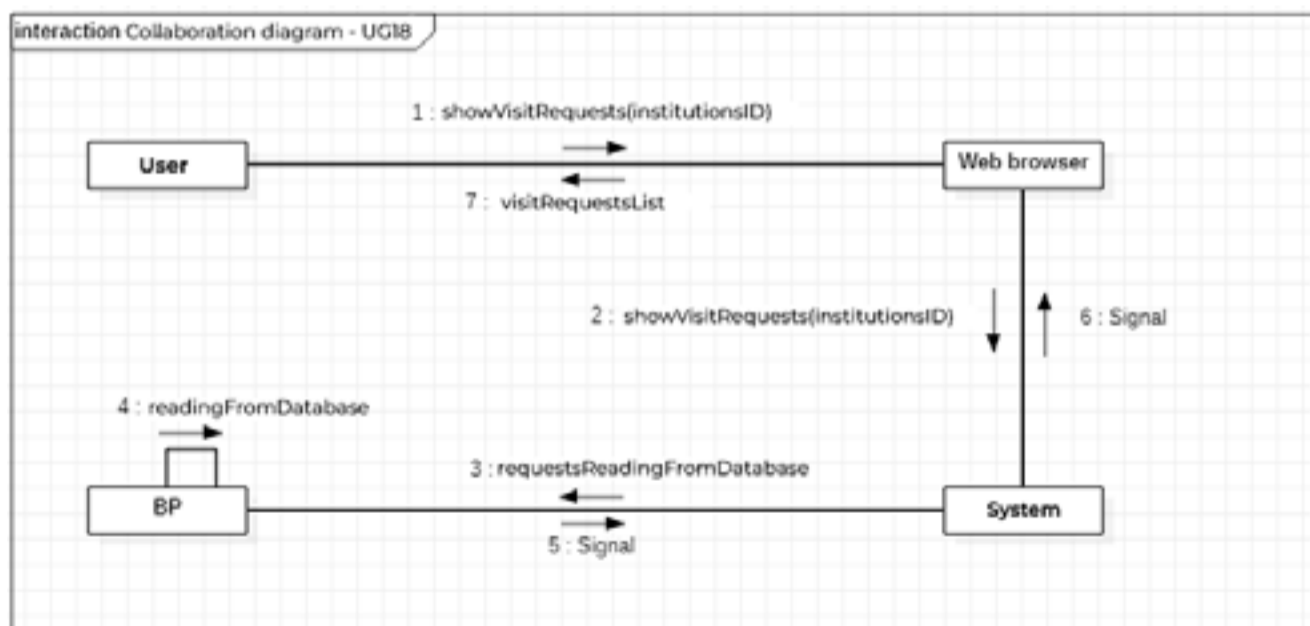 interaction Collaboration diagram - UG18
1 : showVisitRequests(institutionsID)
User
Web browser
7 : visitRequestsList
2 : showVisitRequests(institutionsID)
6 : Signal
4 : readingFromDatabase
3 : requestsReadingFromDatabase
BP
System
5 : Signal